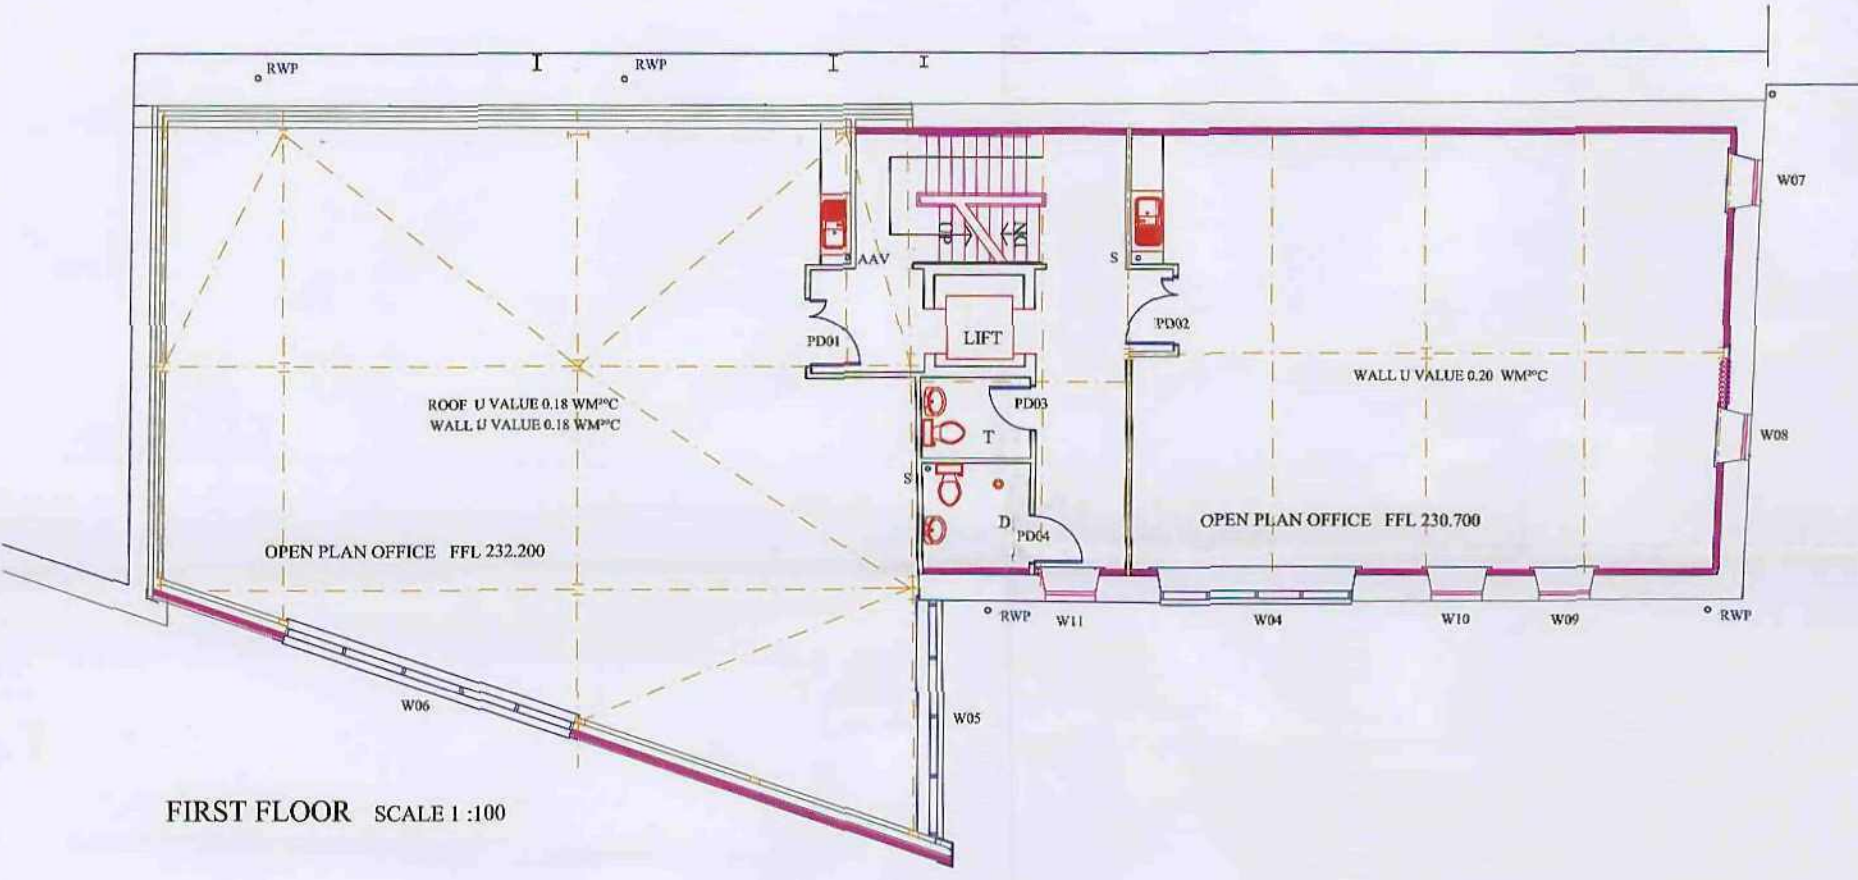 RWP
RWP
W07
UP
DN
AAV
S
LIFT
PD01
PD02
ROOF U VALUE 0.18 WM²°C
WALL U VALUE 0.18 WM²°C
WALL U VALUE 0.20 WM²°C
PD03
T
W08
S
D
PD04
OPEN PLAN OFFICE FFL 230.700
OPEN PLAN OFFICE FFL 232.200
RWP
W11
W04
W10
W09
RWP
W06
W05
FIRST FLOOR SCALE 1 :100